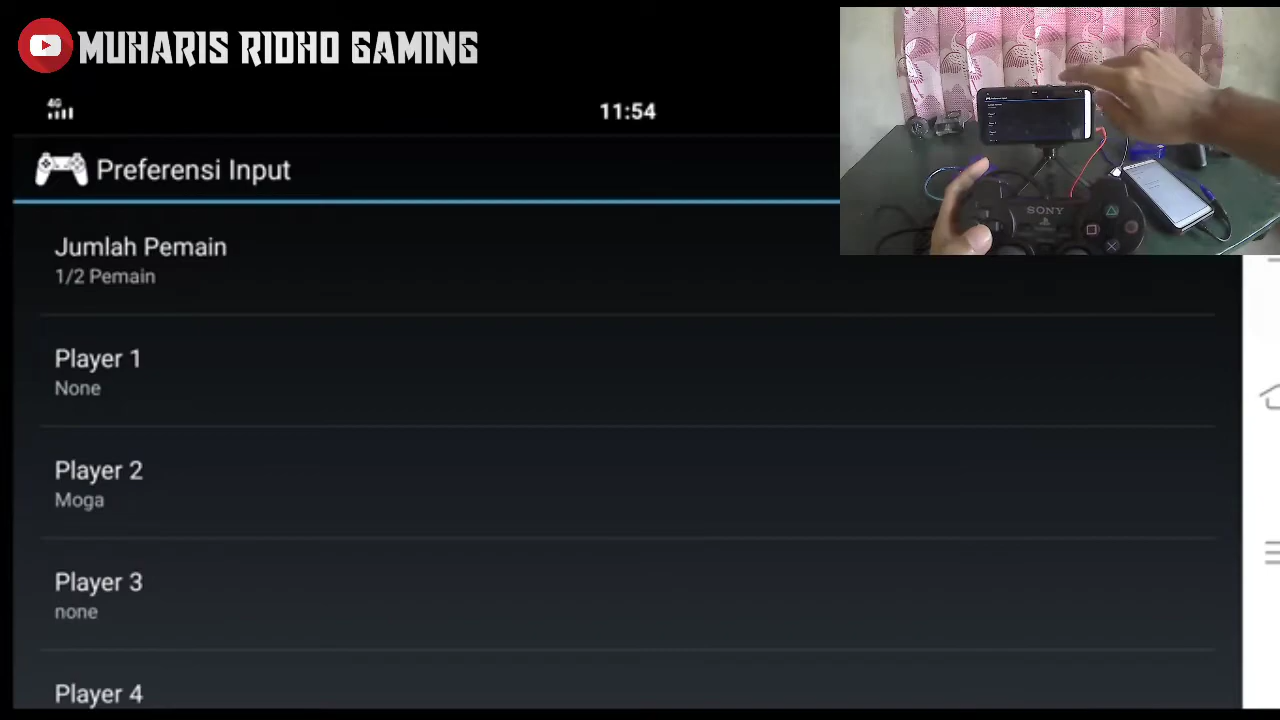 MUHARIS RIDHO GAMING
4G
11:54
Preferensi Input
Jumlah Pemain
1/2 Pemain
Player 1
None
Player 2
Moga
Player 3
none
Player 4
SONY